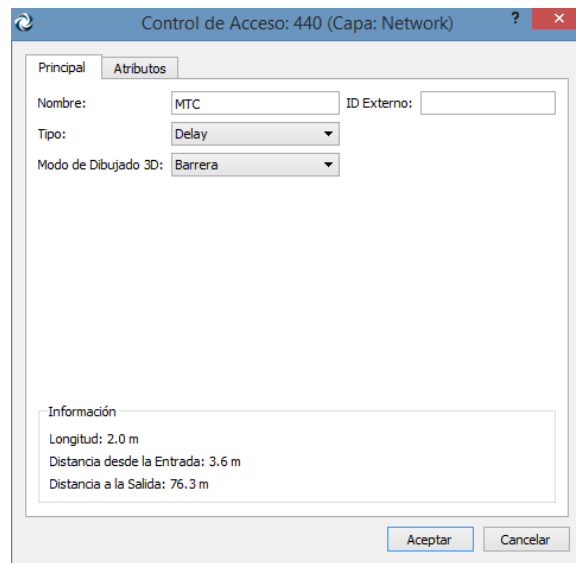 Control de Acceso: 440 (Capa: Network)
Principal Atributos
Nombre: MTC ID Externo:
Tipo: Delay
Modo de Dibujado 3D: Barrera
Información
Longitud: 2.0 m
Distancia desde la Entrada: 3.6 m
Distancia a la Salida: 76.3 m
Aceptar Cancelar